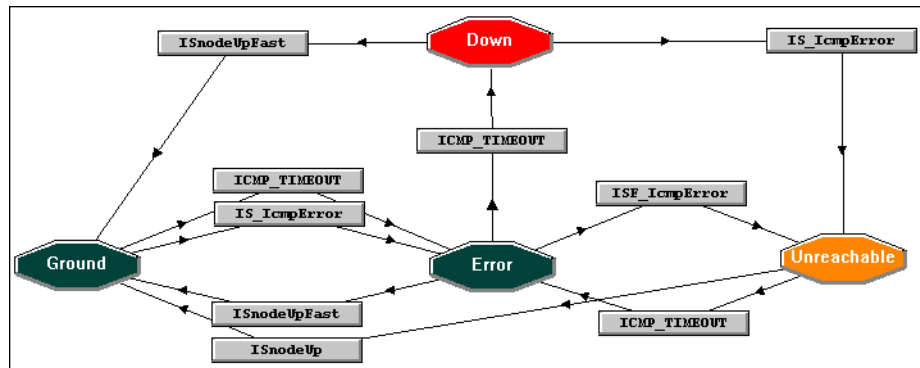 Down
ISnodeUpFast
IS_IcmpError
ICMP_TIMEOUT
ICMP_TIMEOUT
ISF_IcmpError
IS_IcmpError
Ground
Error
Unreachable
ISnodeUpFast
ICMP_TIMEOUT
ISnodeUp